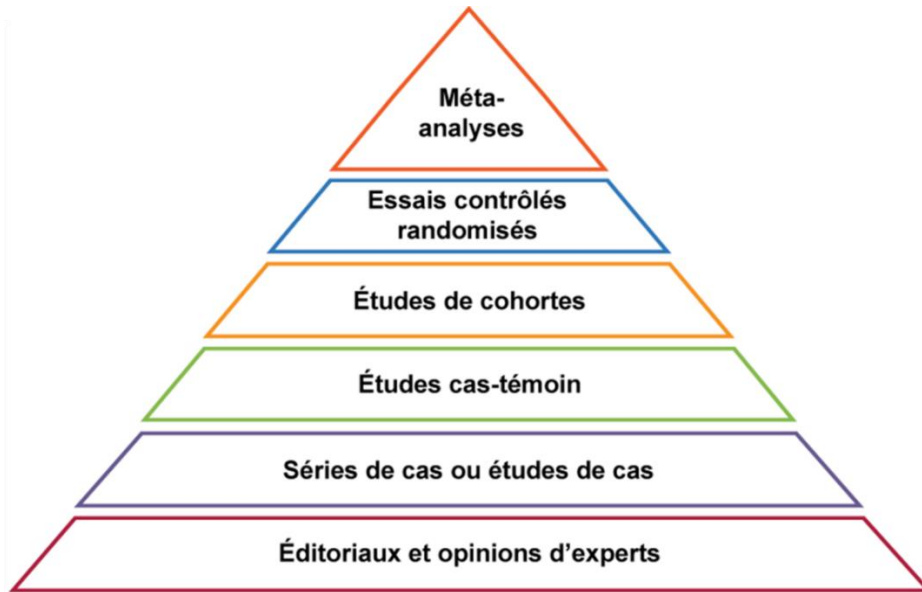 Méta-
analyses
Essais contrôlés
randomisés
Études de cohortes
Études cas-témoin
Séries de cas ou études de cas
Éditoriaux et opinions d’experts